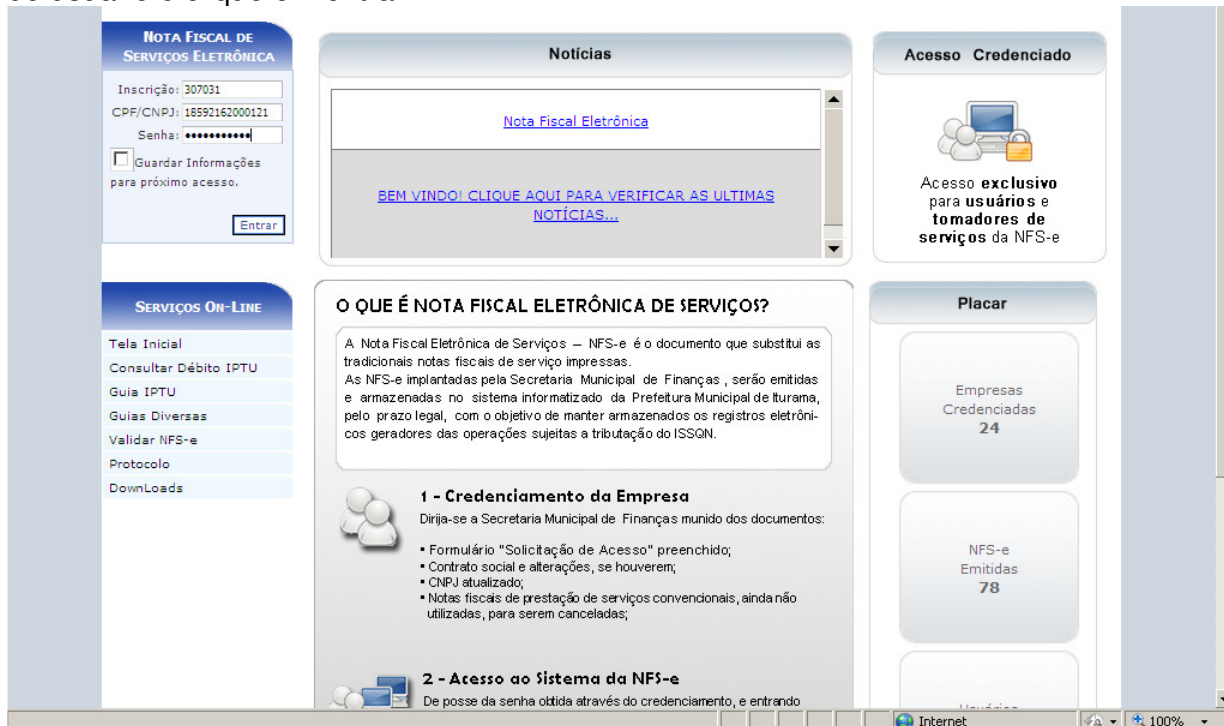 NOTA FISCAL DE
SERVIÇOS ELETRÔNICA
Inscrição: 307031
CPF/CNPJ: 18592162000121
Senha: •••••••••••
Guardar Informações
para próximo acesso.
Entrar
Notícias
Nota Fiscal Eletrônica
BEM VINDO! CLIQUE AQUI PARA VERIFICAR AS ULTIMAS
NOTÍCIAS...
Acesso Credenciado
Acesso exclusivo
para usuários e
tomadores de
serviços da NFS-e
SERVIÇOS ON-LINE
Tela Inicial
Consultar Débito IPTU
Guia IPTU
Guias Diversas
Validar NFS-e
Protocolo
DownLoads
O QUE É NOTA FISCAL ELETRÔNICA DE SERVIÇOS?
A Nota Fiscal Eletrônica de Serviços – NFS-e é o documento que substitui as
tradicionais notas fiscais de serviço impressas.
As NFS-e implantadas pela Secretaria Municipal de Finanças , serão emitidas
e armazenadas no sistema informatizado da Prefeitura Municipal de Iturama,
pelo prazo legal, com o objetivo de manter armazenados os registros eletrôni-
cos geradores das operações sujeitas a tributação do ISSQN.
1 - Credenciamento da Empresa
Dirija-se a Secretaria Municipal de Finanças munido dos documentos:
• Formulário "Solicitação de Acesso" preenchido;
• Contrato social e alterações, se houverem;
• CNPJ atualizado;
• Notas fiscais de prestação de serviços convencionais, ainda não
utilizadas, para serem canceladas;
2 - Acesso ao Sistema da NFS-e
De posse da senha obtida através do credenciamento, e entrando
Placar
Empresas
Credenciadas
24
NFS-e
Emitidas
78
Internet
100%